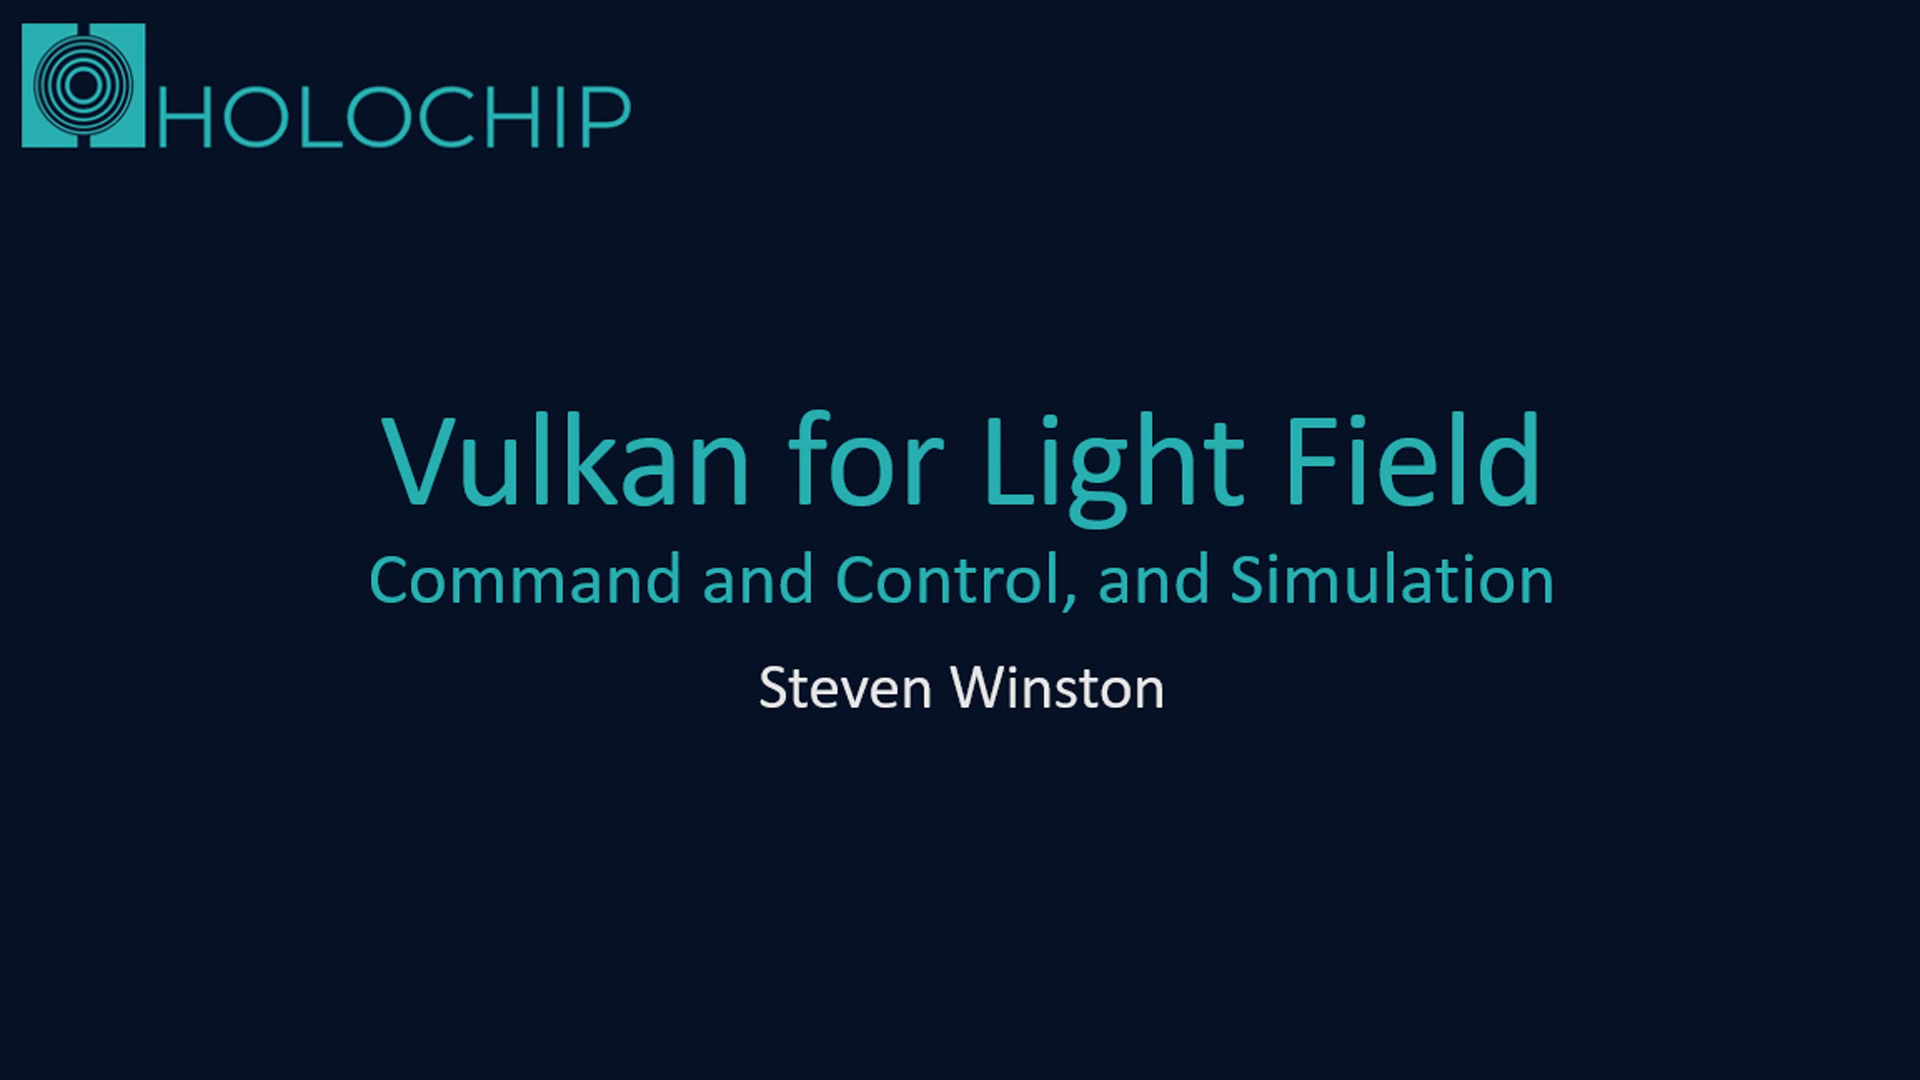 HOLOCHIP
Vulkan for Light Field
Command and Control, and Simulation
Steven Winston